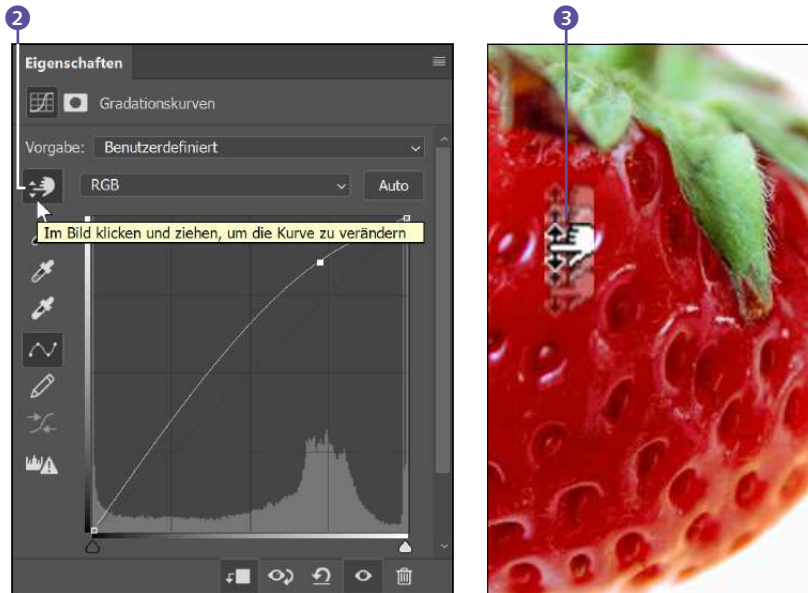 2 3
Eigenschaften
Gradationskurven
Vorgabe: Benutzerdefiniert
RGB Auto
Im Bild klicken und ziehen, um die Kurve zu verändern